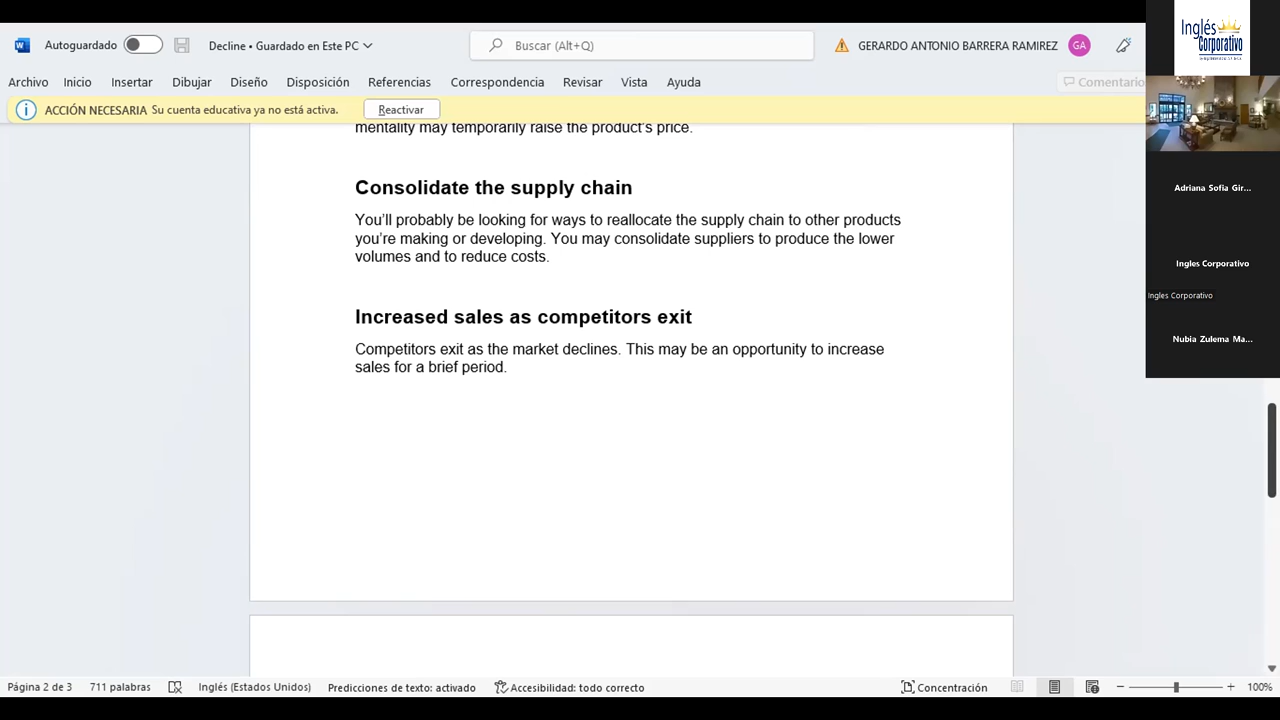 Autoguardado
Decline • Guardado en Este PC
Buscar (Alt+Q)
GERARDO ANTONIO BARRERA RAMIREZ
GA
Archivo Inicio Insertar Dibujar Diseño Disposición Referencias Correspondencia Revisar Vista Ayuda
Comentario
ACCIÓN NECESARIA Su cuenta educativa ya no está activa. Reactivar
mentality may temporarily raise the product's price.
Consolidate the supply chain
You'll probably be looking for ways to reallocate the supply chain to other products
you're making or developing. You may consolidate suppliers to produce the lower
volumes and to reduce costs.
Increased sales as competitors exit
Competitors exit as the market declines. This may be an opportunity to increase
sales for a brief period.
Inglés
Corporativo
Adriana Sofia Gir...
Ingles Corporativo
Ingles Corporativo
Nubia Zulema Ma...
Página 2 de 3 711 palabras Inglés (Estados Unidos) Predicciones de texto: activado Accesibilidad: todo correcto Concentración 100%